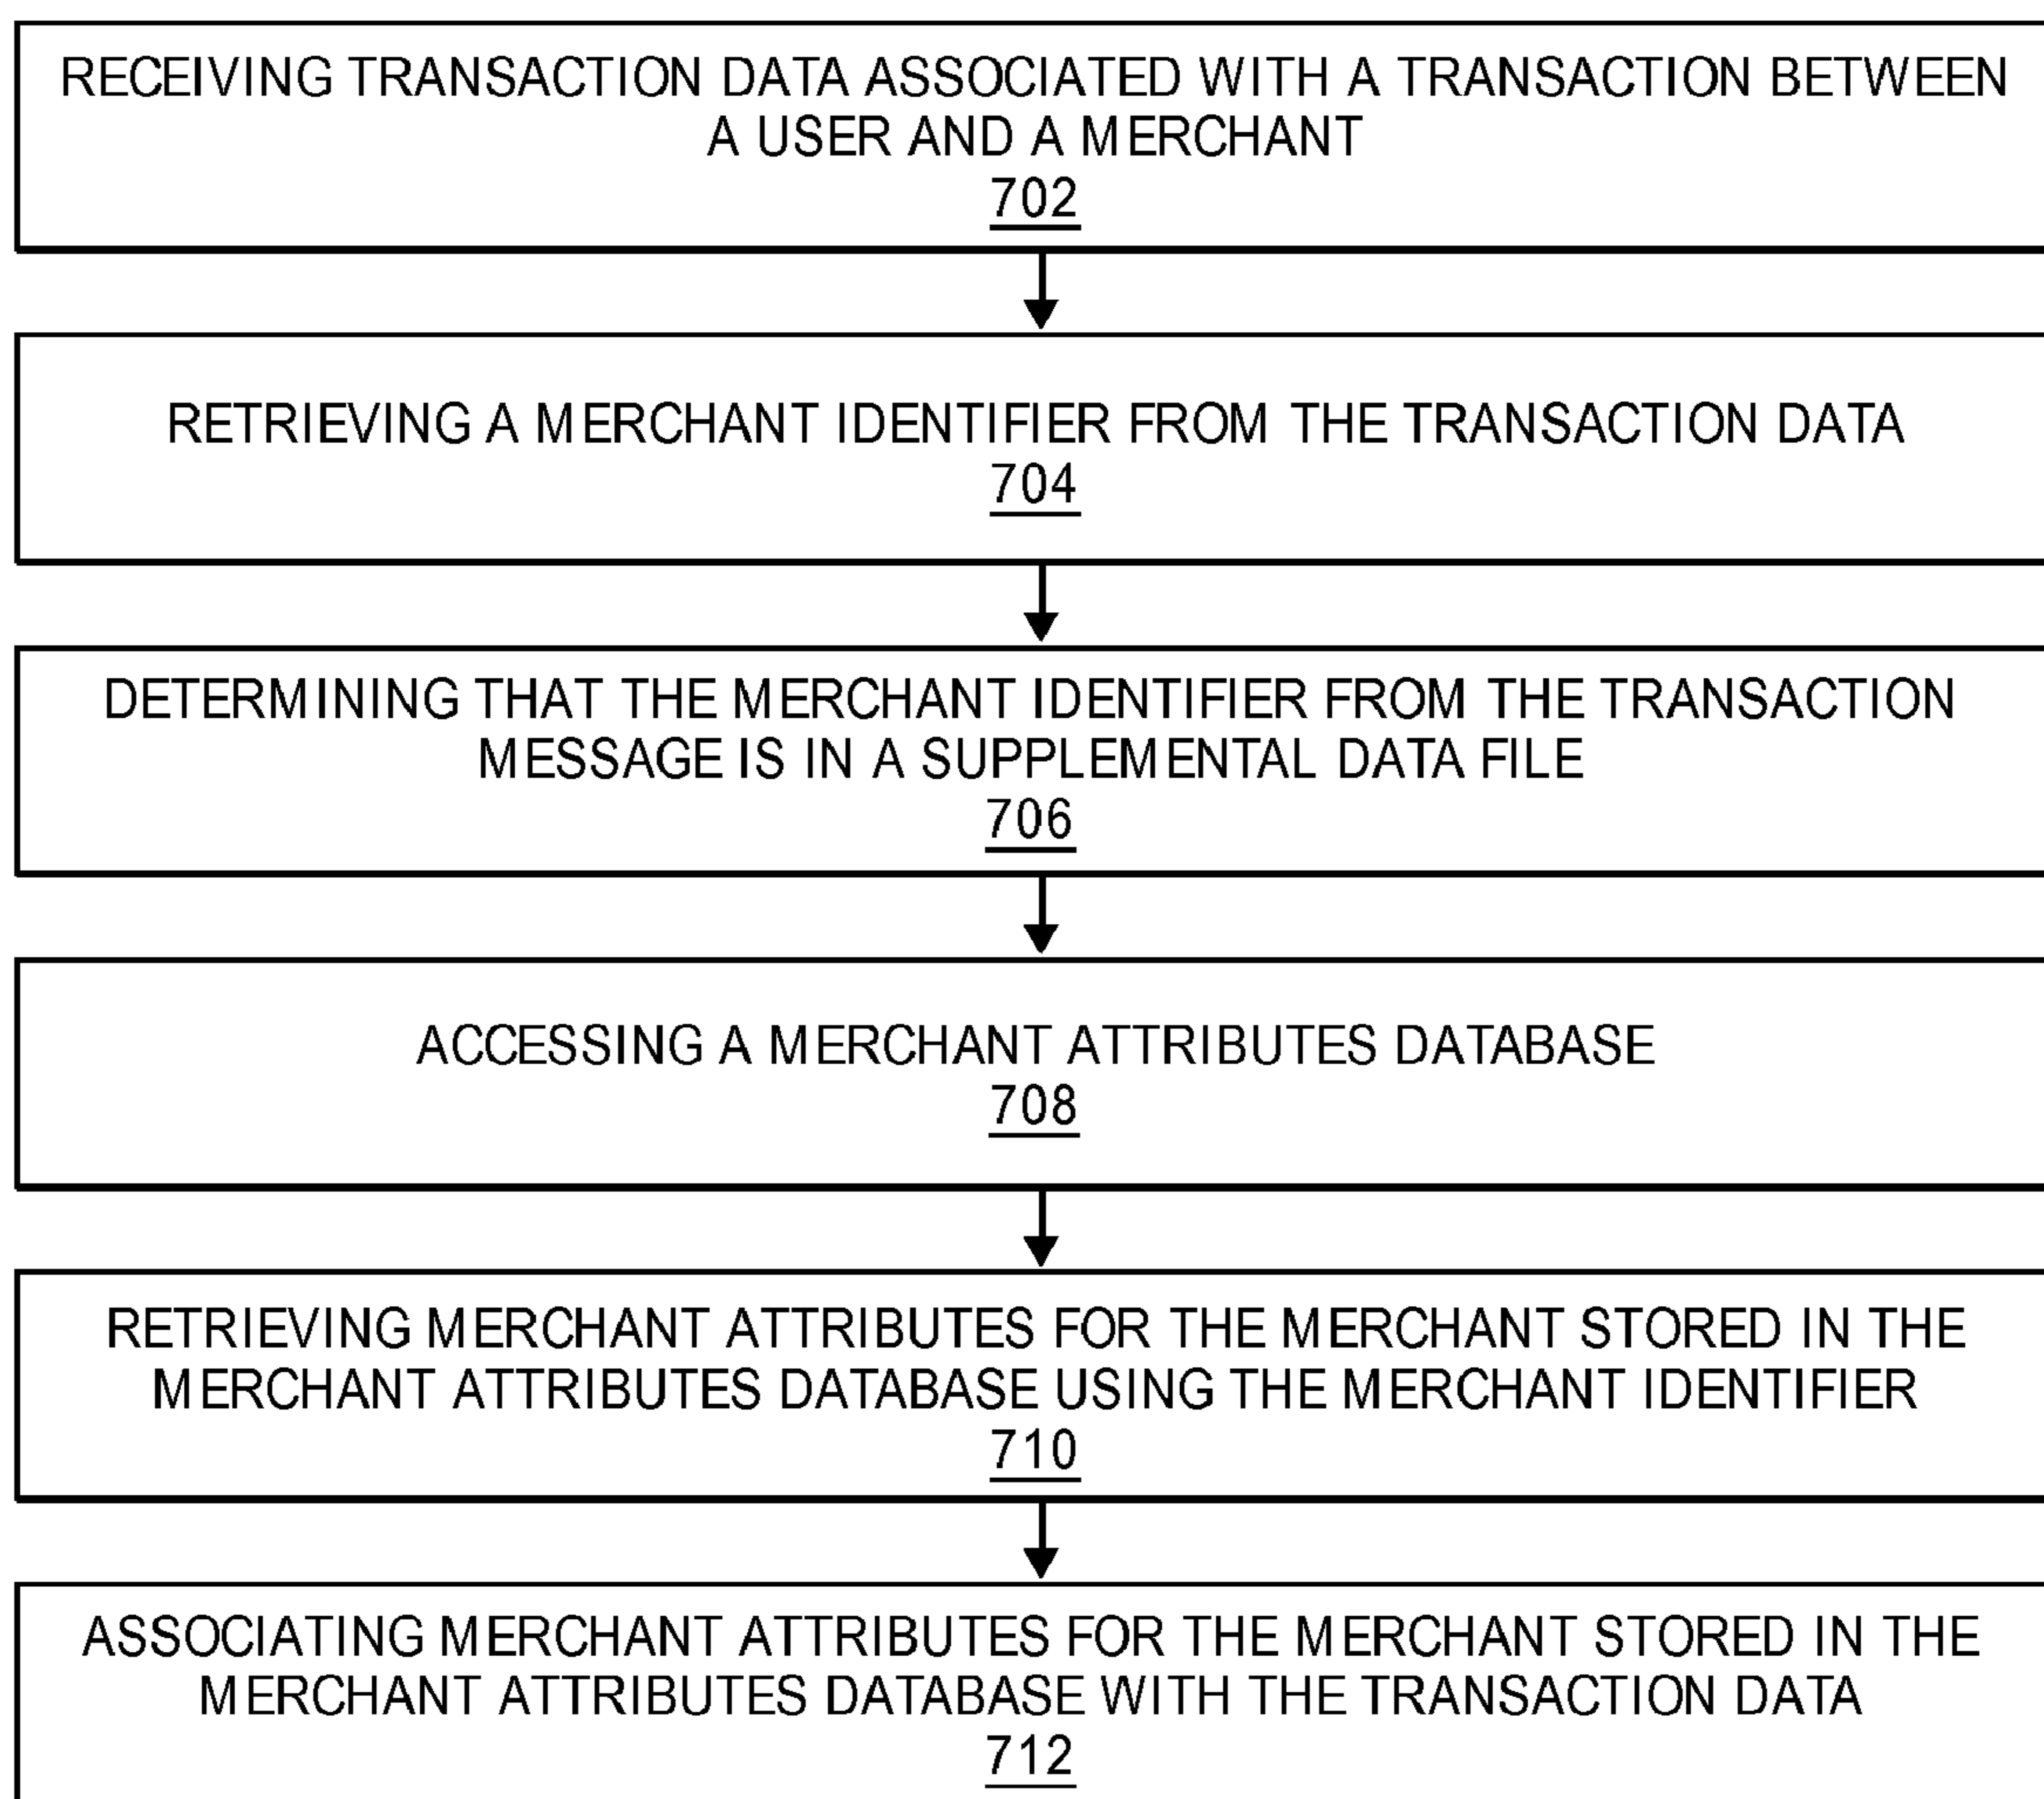 RECEIVING TRANSACTION DATA ASSOCIATED WITH A TRANSACTION BETWEEN
A USER AND A MERCHANT
702
RETRIEVING A MERCHANT IDENTIFIER FROM THE TRANSACTION DATA
704
DETERMINING THAT THE MERCHANT IDENTIFIER FROM THE TRANSACTION
MESSAGE IS IN A SUPPLEMENTAL DATA FILE
706
ACCESSING A MERCHANT ATTRIBUTES DATABASE
708
RETRIEVING MERCHANT ATTRIBUTES FOR THE MERCHANT STORED IN THE
MERCHANT ATTRIBUTES DATABASE USING THE MERCHANT IDENTIFIER
710
ASSOCIATING MERCHANT ATTRIBUTES FOR THE MERCHANT STORED IN THE
MERCHANT ATTRIBUTES DATABASE WITH THE TRANSACTION DATA
712